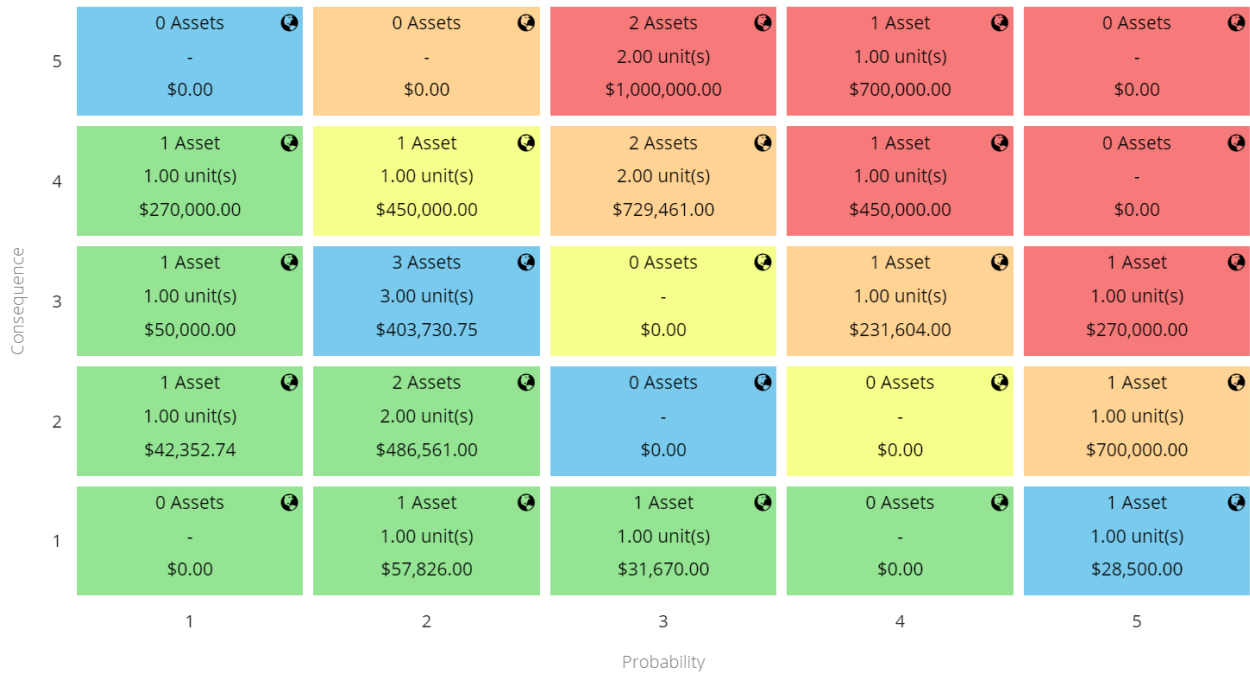 0 Assets 0 Assets 2 Assets 1 Asset 0 Assets
- - 2.00 unit(s) 1.00 unit(s) -
5
$0.00 $0.00 $1,000,000.00 $700,000.00 $0.00
1 Asset 1 Asset 2 Assets 1 Asset 0 Assets
4 1.00 unit(s) 1.00 unit(s) 2.00 unit(s) 1.00 unit(s) -
$270,000.00 $450,000.00 $729,461.00 $450,000.00 $0.00
Consequence
1 Asset 3 Assets 0 Assets 1 Asset 1 Asset
3 1.00 unit(s) 3.00 unit(s) - 1.00 unit(s) 1.00 unit(s)
$50,000.00 $403,730.75 $0.00 $231,604.00 $270,000.00
1 Asset 2 Assets 0 Assets 0 Assets 1 Asset
2 1.00 unit(s) 2.00 unit(s) - - 1.00 unit(s)
$42,352.74 $486,561.00 $0.00 $0.00 $700,000.00
0 Assets 1 Asset 1 Asset 0 Assets 1 Asset
1 - 1.00 unit(s) 1.00 unit(s) - 1.00 unit(s)
$0.00 $57,826.00 $31,670.00 $0.00 $28,500.00
1 2 3 4 5
Probability